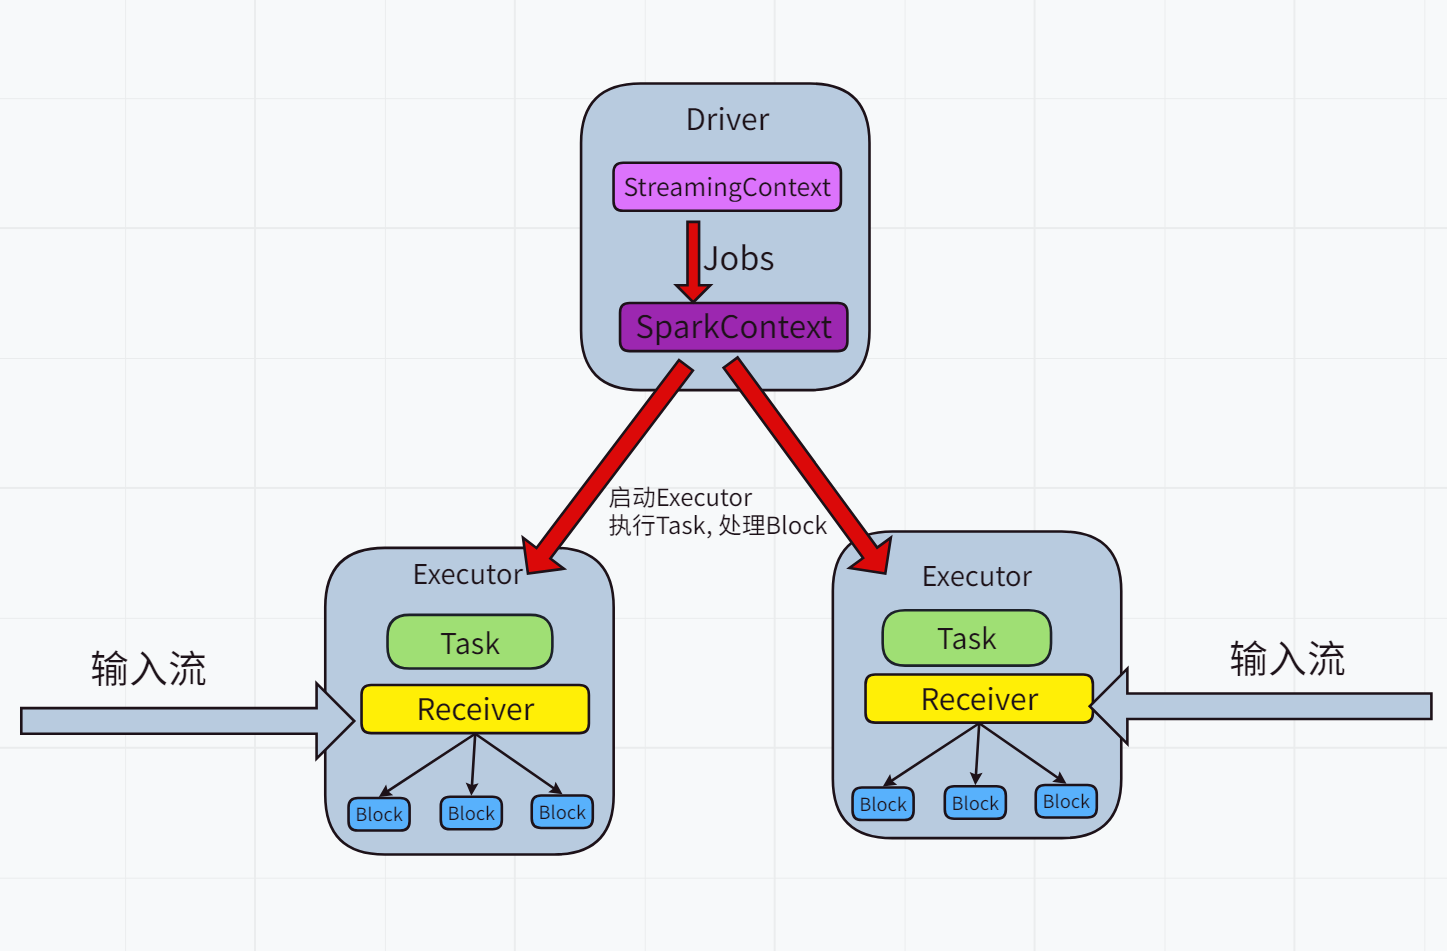 Driver
StreamingContext
Jobs
SparkContext
启动Executor
执行Task, 处理Block
Executor
Task
输入流
Receiver
Block
Block
Block
Executor
Task
输入流
Receiver
Block
Block
Block